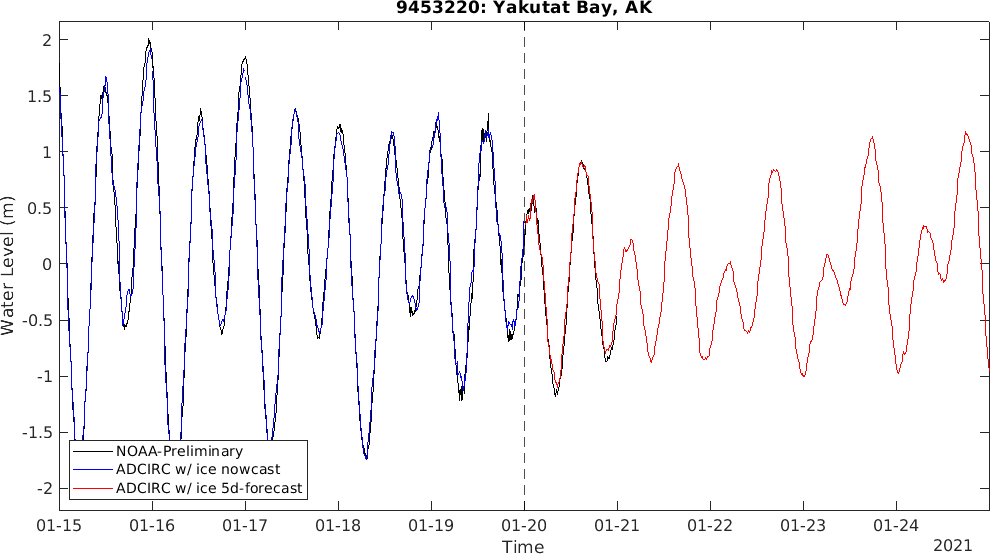 9453220: Yakutat Bay, AK
Water Level (m)
2
1.5
1
0.5
0
-0.5
-1
-1.5
-2
NOAA-Preliminary
ADCIRC w/ ice nowcast
ADCIRC w/ ice 5d-forecast
01-15 01-16 01-17 01-18 01-19 01-20 01-21 01-22 01-23 01-24
Time
2021